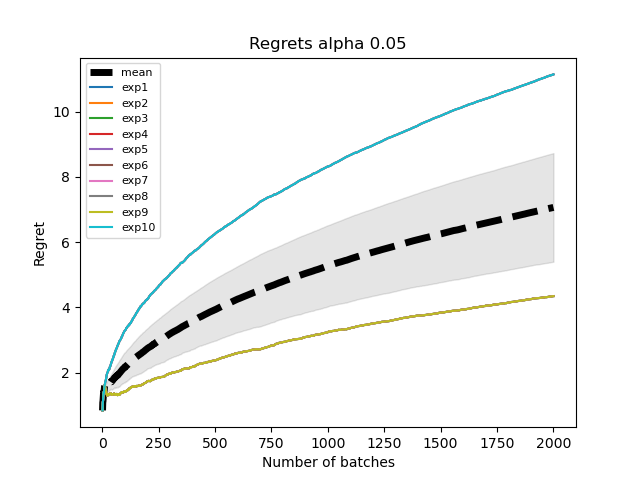 Regrets alpha 0.05
mean
exp1
exp2
exp3
exp4
exp5
exp6
exp7
exp8
exp9
exp10
10
8
6
4
2
Regret
0 250 500 750 1000 1250 1500 1750 2000
Number of batches